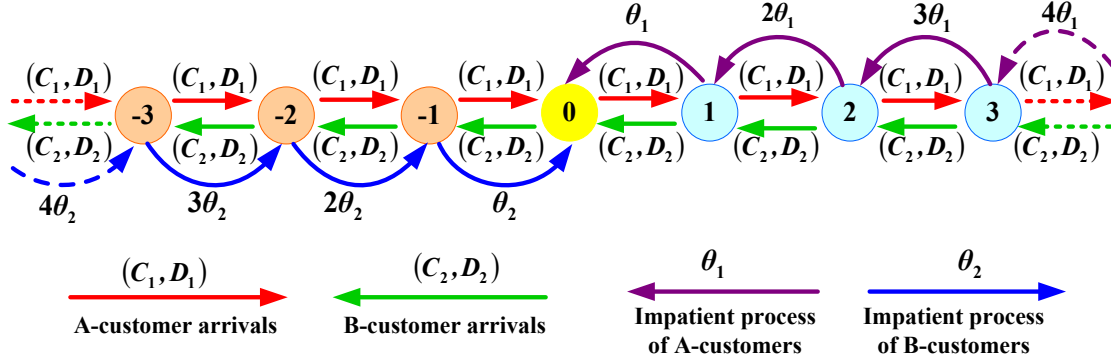 θ₁ 2θ₁ 3θ₁ 4θ₁
(C₁,D₁) (C₁,D₁) (C₁,D₁) (C₁,D₁) (C₁,D₁) (C₁,D₁) (C₁,D₁) (C₁,D₁)
-3 -2 -1 0 1 2 3
(C₂,D₂) (C₂,D₂) (C₂,D₂) (C₂,D₂) (C₂,D₂) (C₂,D₂) (C₂,D₂) (C₂,D₂)
4θ₂ 3θ₂ 2θ₂ θ₂
(C₁,D₁) (C₂,D₂) θ₁ θ₂
A-customer arrivals
B-customer arrivals
Impatient process
of A-customers
Impatient process
of B-customers